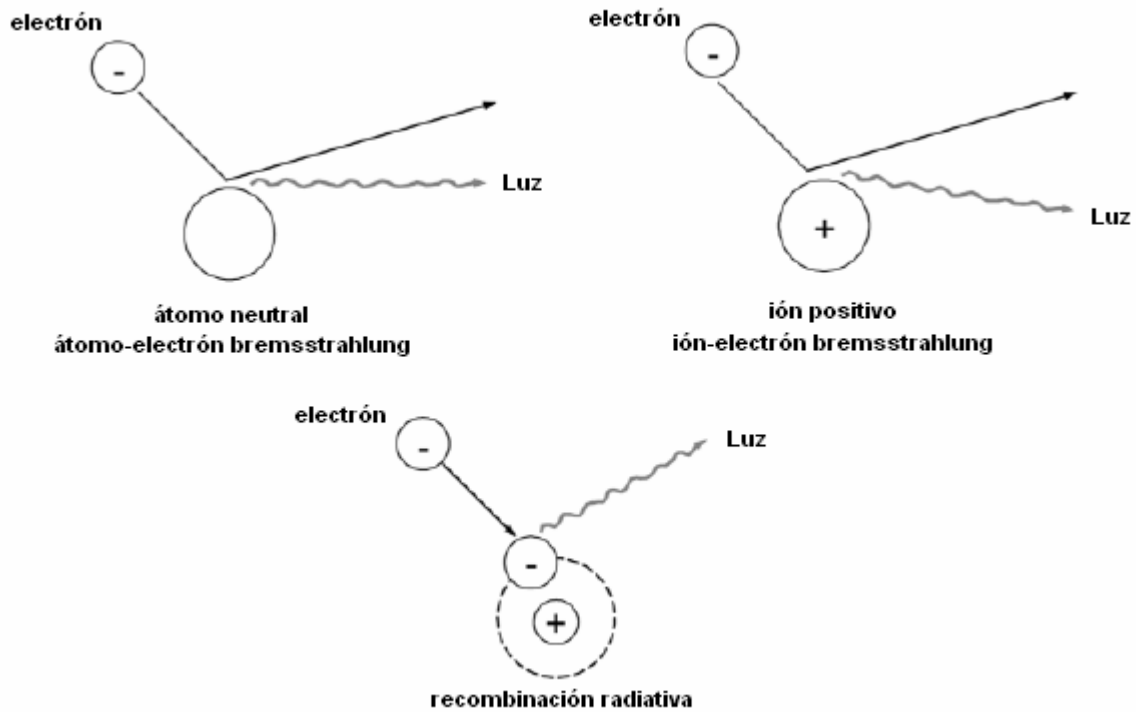 electrón
-
Luz
átomo neutral
átomo-electrón bremsstrahlung
electrón
-
+
Luz
ión positivo
ión-electrón bremsstrahlung
electrón
-
Luz
-
+
recombinación radiativa